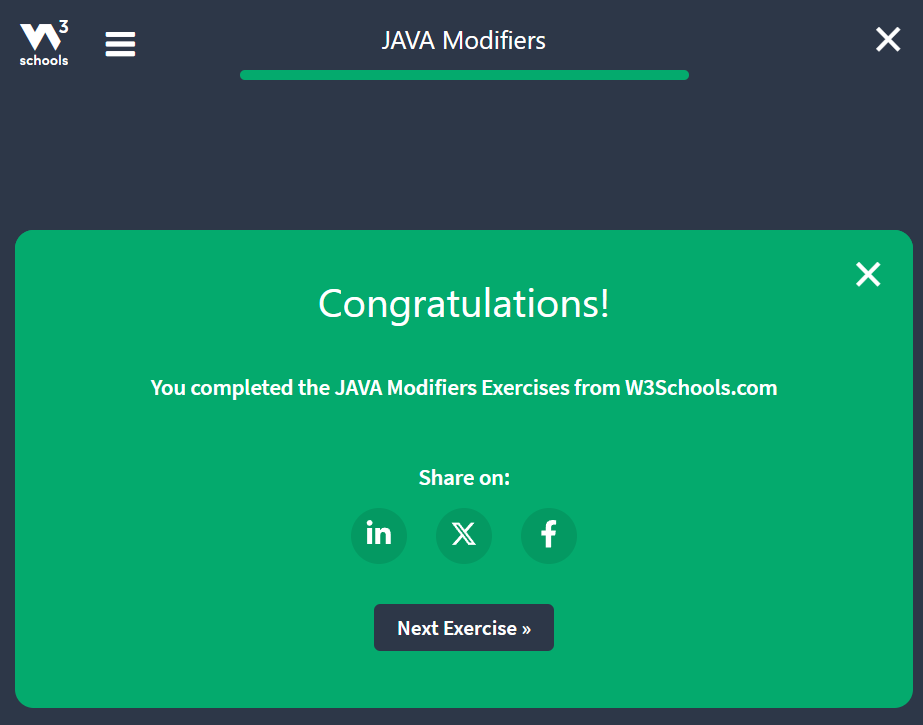 W3
schools
JAVA Modifiers
Congratulations!
You completed the JAVA Modifiers Exercises from W3Schools.com
Share on:
in
X
f
Next Exercise »